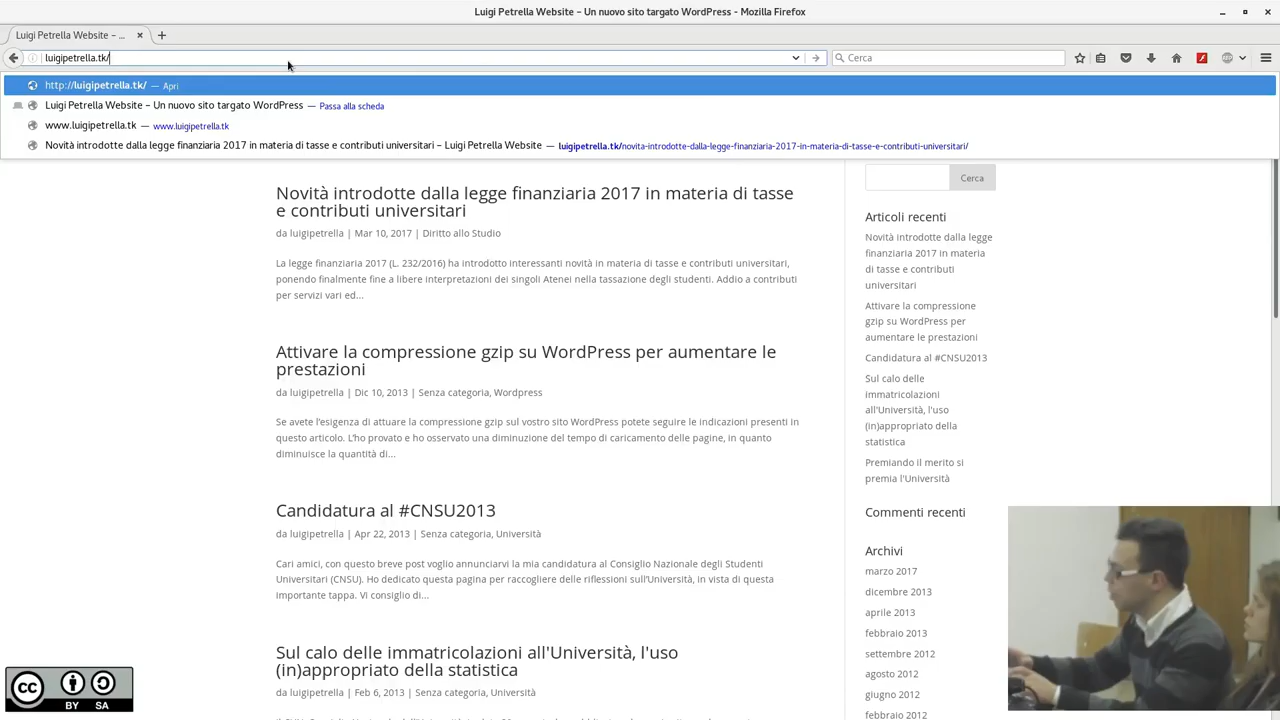 Luigi Petrella Website – Un nuovo sito targato WordPress - Mozilla Firefox
Luigi Petrella Website – ...
luigipetrella.tk/
Cerca
http://luigipetrella.tk/ — Apri
Luigi Petrella Website – Un nuovo sito targato WordPress — Passa alla scheda
www.luigipetrella.tk — www.luigipetrella.tk
Novità introdotte dalla legge finanziaria 2017 in materia di tasse e contributi universitari – Luigi Petrella Website — luigipetrella.tk/novita-introdotte-dalla-legge-finanziaria-2017-in-materia-di-tasse-e-contributi-universitari/
Novità introdotte dalla legge finanziaria 2017 in materia di tasse
e contributi universitari
da luigipetrella | Mar 10, 2017 | Diritto allo Studio
La legge finanziaria 2017 (L. 232/2016) ha introdotto interessanti novità in materia di tasse e contributi universitari,
ponendo finalmente fine a libere interpretazioni dei singoli Atenei nella tassazione degli studenti. Addio a contributi
per servizi vari ed...
Attivare la compressione gzip su WordPress per aumentare le
prestazioni
da luigipetrella | Dic 10, 2013 | Senza categoria, Wordpress
Se avete l'esigenza di attuare la compressione gzip sul vostro sito WordPress potete seguire le indicazioni presenti in
questo articolo. L'ho provato e ho osservato una diminuzione del tempo di caricamento delle pagine, in quanto
diminuisce la quantità di...
Candidatura al #CNSU2013
da luigipetrella | Apr 22, 2013 | Senza categoria, Università
Cari amici, con questo breve post voglio annunciarvi la mia candidatura al Consiglio Nazionale degli Studenti
Universitari (CNSU). Ho dedicato questa pagina per raccogliere delle riflessioni sull'Università, in vista di questa
importante tappa. Vi consiglio di...
Sul calo delle immatricolazioni all'Università, l'uso
(in)appropriato della statistica
da luigipetrella | Feb 6, 2013 | Senza categoria, Università
Cerca
Articoli recenti
Novità introdotte dalla legge
finanziaria 2017 in materia
di tasse e contributi
universitari
Attivare la compressione
gzip su WordPress per
aumentare le prestazioni
Candidatura al #CNSU2013
Sul calo delle
immatricolazioni
all'Università, l'uso
(in)appropriato della
statistica
Premiando il merito si
premia l'Università
Commenti recenti
Archivi
marzo 2017
dicembre 2013
aprile 2013
febbraio 2013
settembre 2012
agosto 2012
giugno 2012
febbraio 2012
cc
BY SA